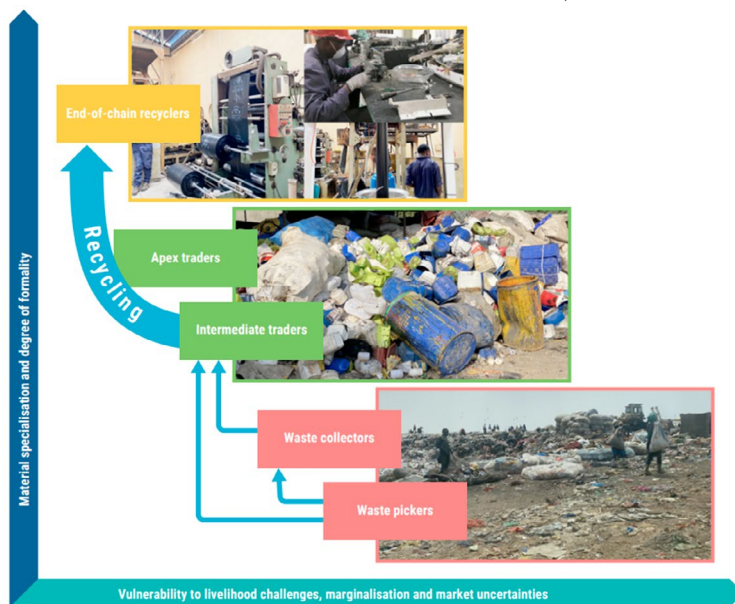 End-of-chain recyclers
Recycling
Apex traders
Intermediate traders
Waste collectors
Waste pickers
Material specialisation and degree of formality
Vulnerability to livelihood challenges, marginalisation and market uncertainties